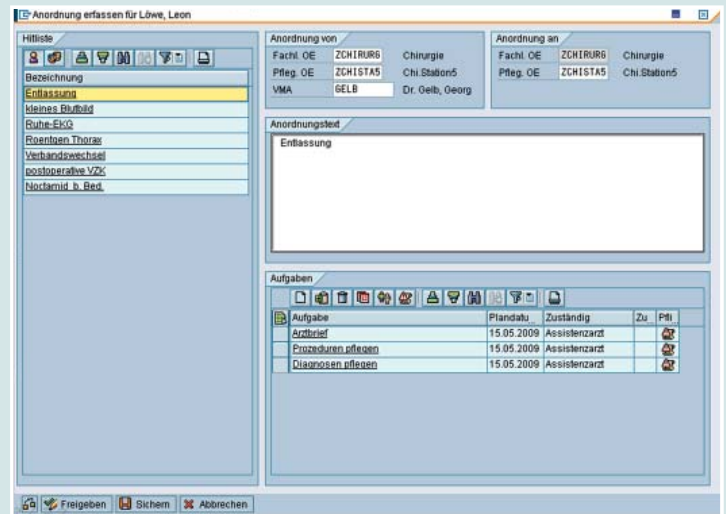 Anordnung erfassen für Löwe, Leon
Hitliste
Bezeichnung
Entlassung
kleines Blutbild
Ruhe-EKG
Roentgen Thorax
Verbandswechsel
postoperative VZK
Noctamid b. Bed.
Anordnung von
Fachl. OE ZCHIRURG Chirurgie
Pfleg. OE ZCHISTA5 Chi.Station5
VMA GELB Dr. Gelb, Georg
Anordnung an
Fachl. OE ZCHIRURG Chirurgie
Pfleg. OE ZCHISTA5 Chi.Station5
Anordnungstext
Entlassung
Aufgaben
Aufgabe Plandatu_ Zuständig Zu_ Pfli_
Arztbrief 15.05.2009 Assistenzarzt
Prozeduren pflegen 15.05.2009 Assistenzarzt
Diagnosen pflegen 15.05.2009 Assistenzarzt
Freigeben Sichern Abbrechen